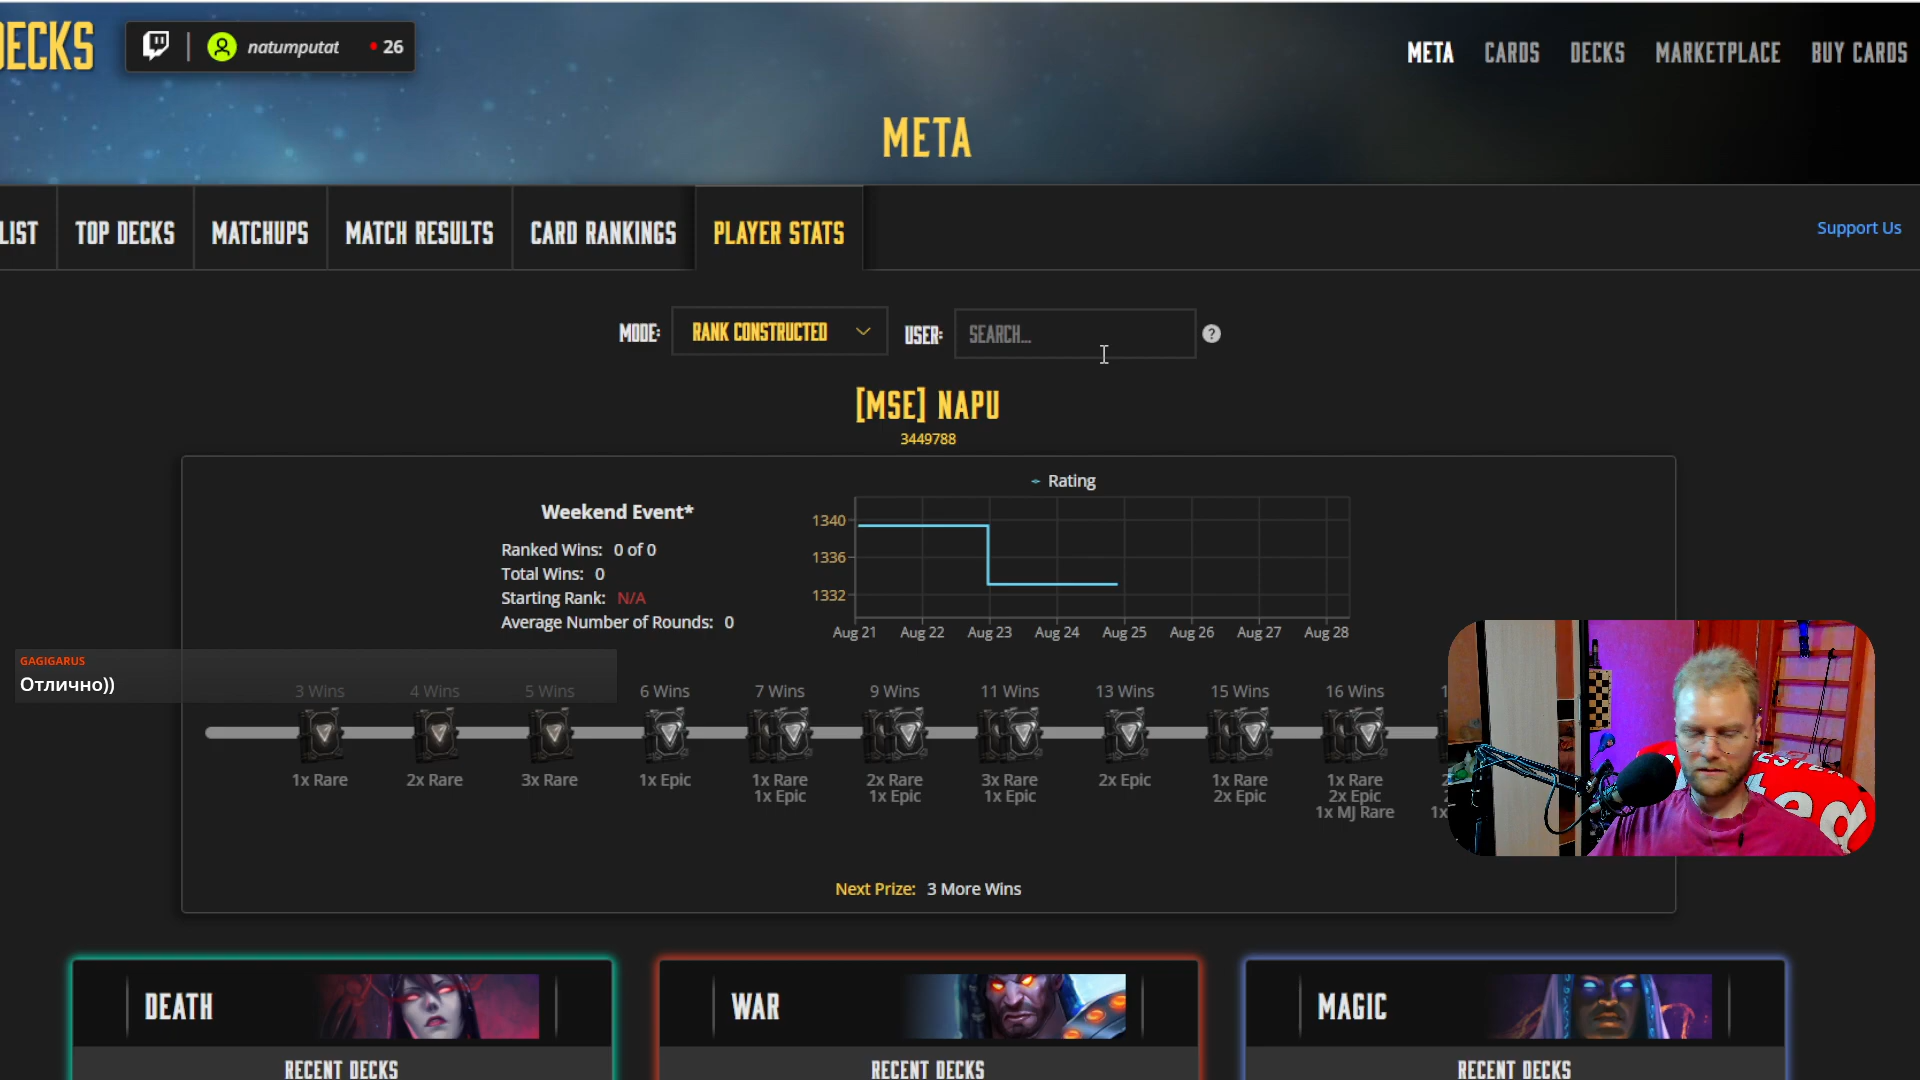 DECKS
natumputat
26
META
CARDS
DECKS
MARKETPLACE
BUY CARDS
META
LIST
TOP DECKS
MATCHUPS
MATCH RESULTS
CARD RANKINGS
PLAYER STATS
Support Us
MODE:
RANK CONSTRUCTED
USER:
SEARCH...
?
[MSE] NAPU
3449788
Weekend Event*
Ranked Wins: 0 of 0
Total Wins: 0
Starting Rank: N/A
Average Number of Rounds: 0
Rating
1340
1336
1332
Aug 21
Aug 22
Aug 23
Aug 24
Aug 25
Aug 26
Aug 27
Aug 28
GAGIGARUS
Отлично))
3 Wins
4 Wins
5 Wins
6 Wins
7 Wins
9 Wins
11 Wins
13 Wins
15 Wins
16 Wins
1x Rare
2x Rare
3x Rare
1x Epic
1x Rare
1x Epic
2x Rare
1x Epic
3x Rare
1x Epic
2x Epic
1x Rare
2x Epic
1x Rare
2x Epic
1x MJ Rare
1x
Next Prize: 3 More Wins
DEATH
WAR
MAGIC
RECENT DECKS
RECENT DECKS
RECENT DECKS